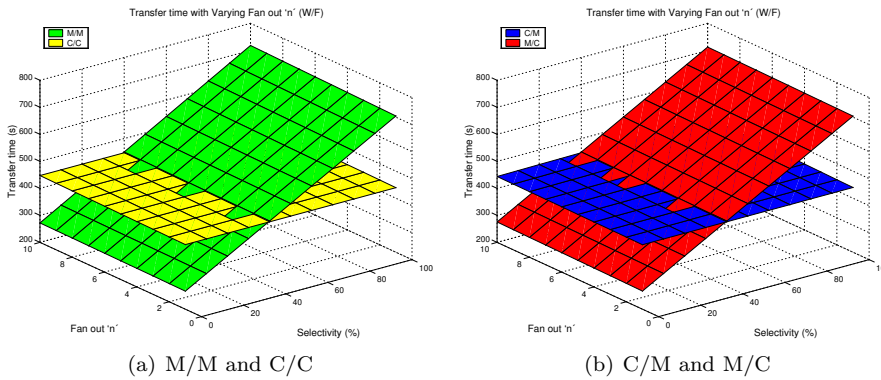 Transfer time with Varying Fan out ‘n´ (W/F)
M/M
C/C
800
700
600
500
400
300
200
Transfer time (s)
10
8
6
4
2
0
Fan out ‘n´
0
20
40
60
80
100
Selectivity (%)
(a) M/M and C/C
Transfer time with Varying Fan out ‘n´ (W/F)
C/M
M/C
800
700
600
500
400
300
200
Transfer time (s)
10
8
6
4
2
0
Fan out ‘n´
0
20
40
60
80
Selectivity (%)
(b) C/M and M/C